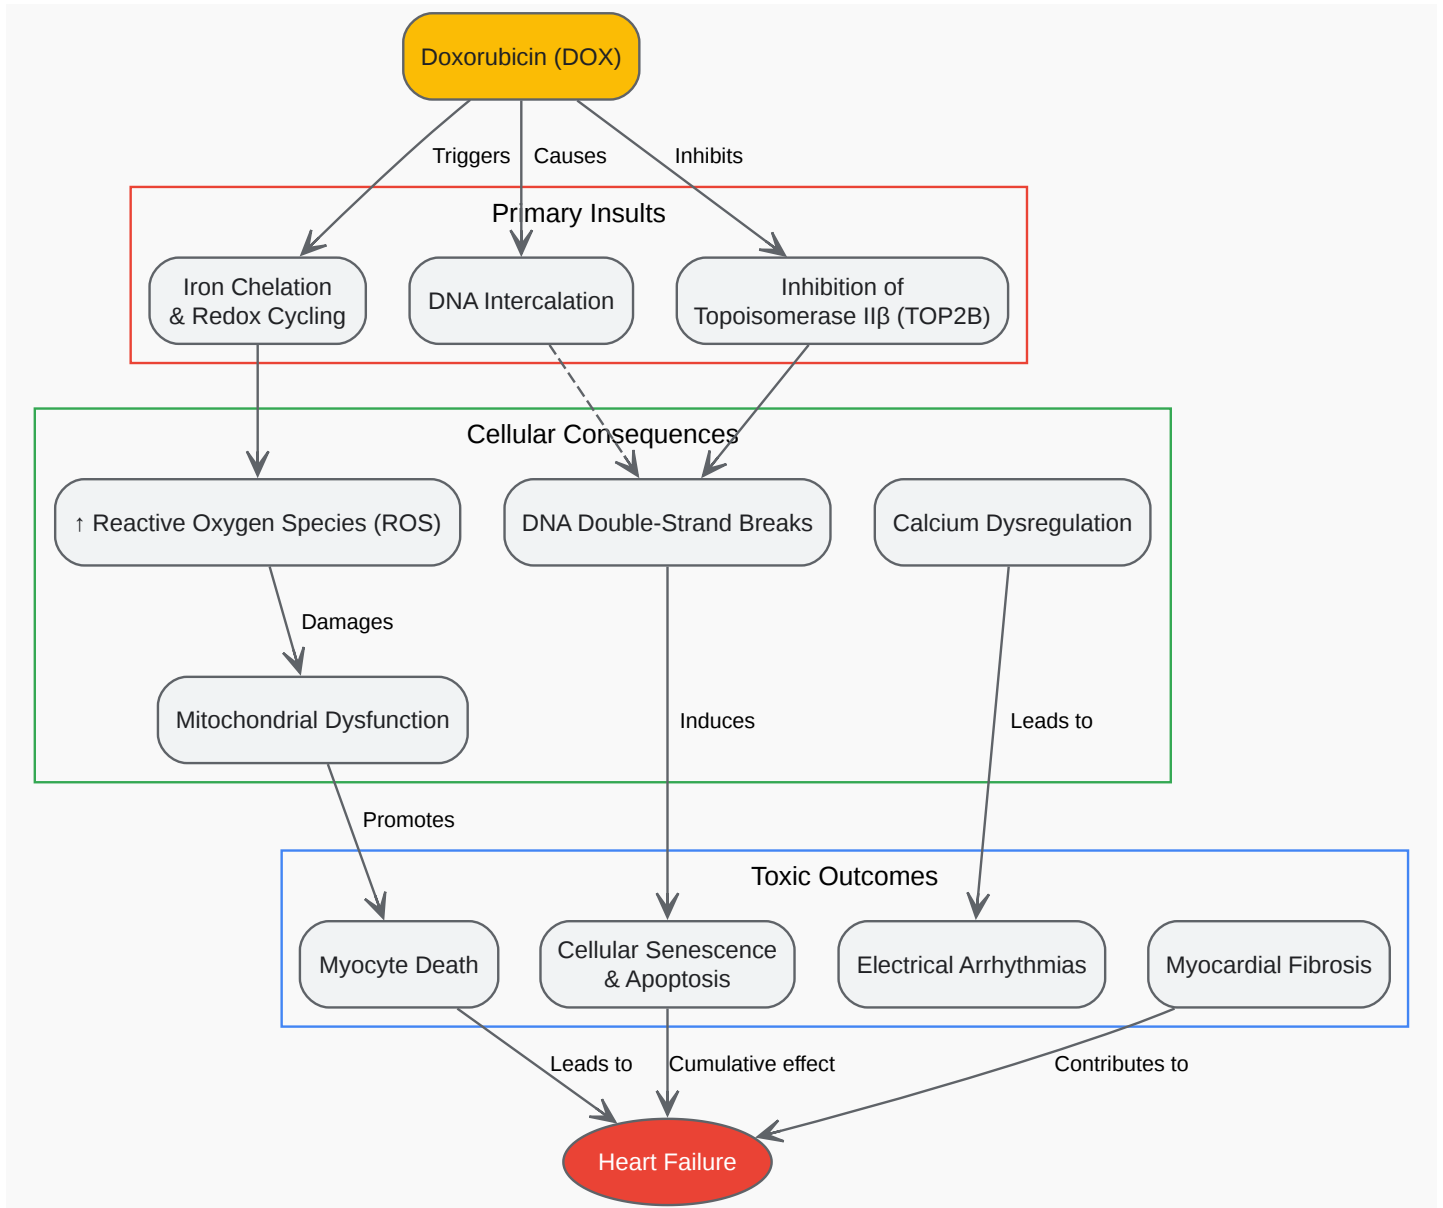 Doxorubicin (DOX)
Triggers
Causes
Inhibits
Primary Insults
Iron Chelation
& Redox Cycling
DNA Intercalation
Inhibition of
Topoisomerase IIβ (TOP2B)
Cellular Consequences
↑ Reactive Oxygen Species (ROS)
DNA Double-Strand Breaks
Calcium Dysregulation
Damages
Mitochondrial Dysfunction
Induces
Leads to
Promotes
Toxic Outcomes
Myocyte Death
Cellular Senescence
& Apoptosis
Electrical Arrhythmias
Myocardial Fibrosis
Leads to
Cumulative effect
Contributes to
Heart Failure